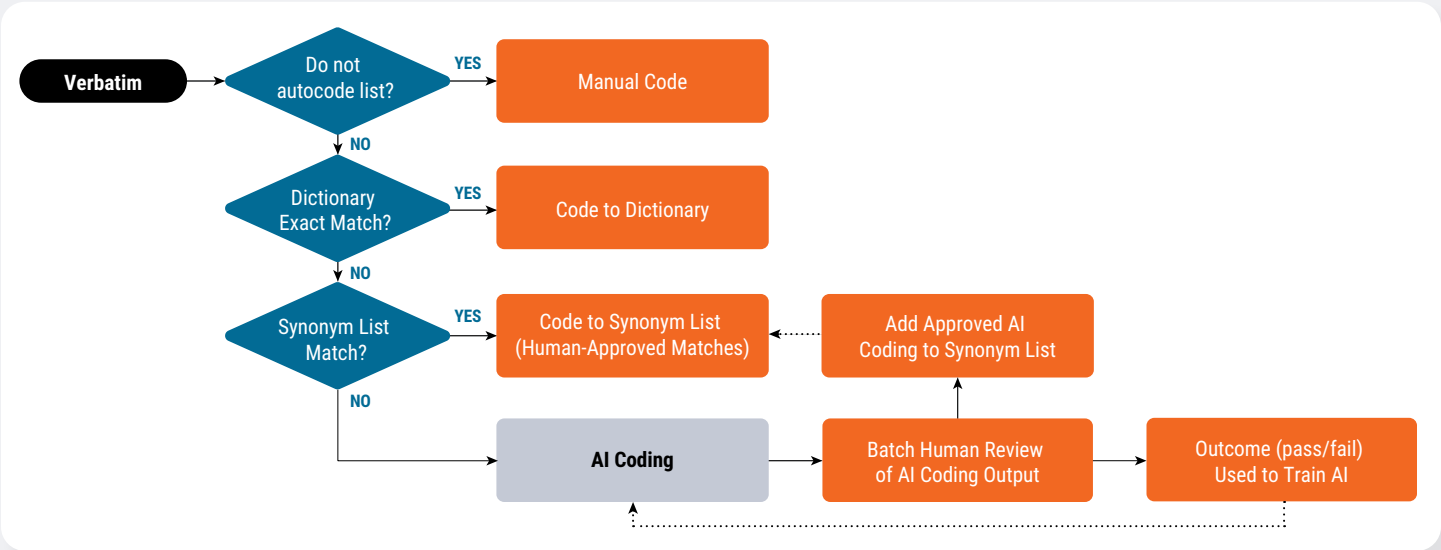 Verbatim
Do not
autocode list?
YES
Manual Code
NO
Dictionary
Exact Match?
YES
Code to Dictionary
NO
Synonym List
Match?
YES
Code to Synonym List
(Human-Approved Matches)
Add Approved AI
Coding to Synonym List
NO
AI Coding
Batch Human Review
of AI Coding Output
Outcome (pass/fail)
Used to Train AI